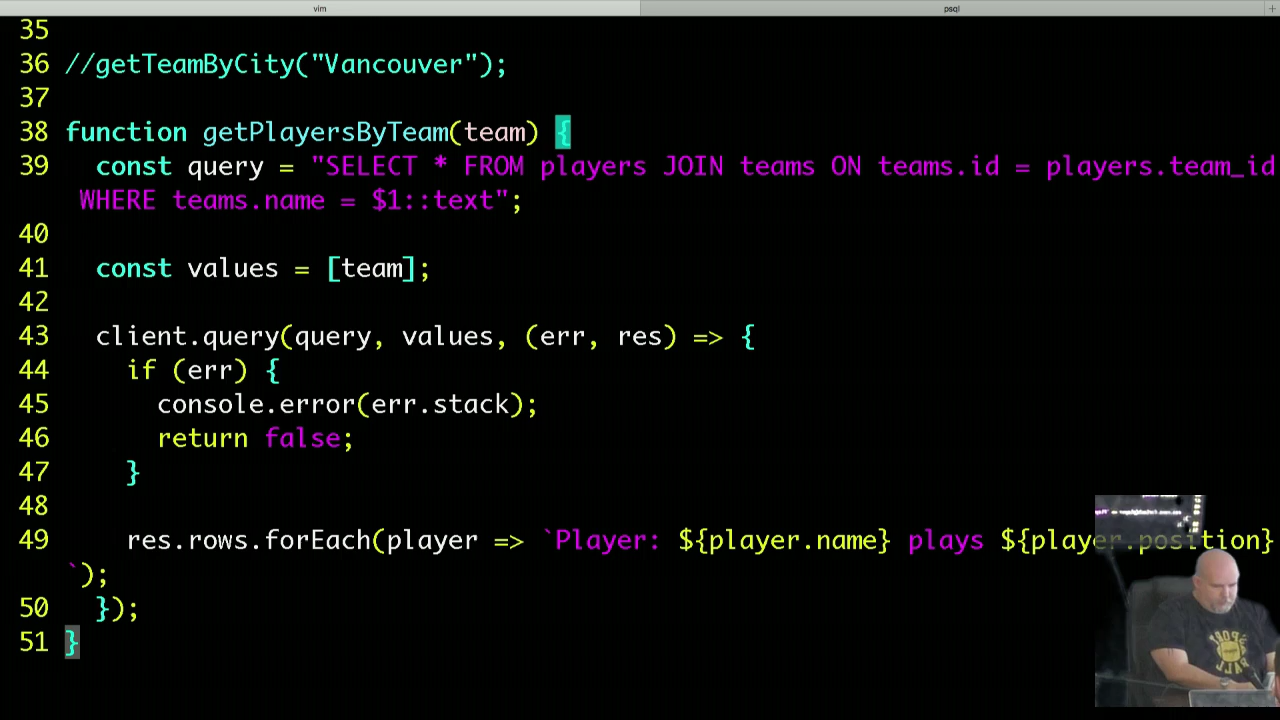 vim
psql
+
35
36 //getTeamByCity("Vancouver");
37
38 function getPlayersByTeam(team) {
39   const query = "SELECT * FROM players JOIN teams ON teams.id = players.team_id
 WHERE teams.name = $1::text";
40
41   const values = [team];
42
43   client.query(query, values, (err, res) => {
44     if (err) {
45       console.error(err.stack);
46       return false;
47     }
48
49     res.rows.forEach(player => `Player: ${player.name} plays ${player.position}
`);
50   });
51 }